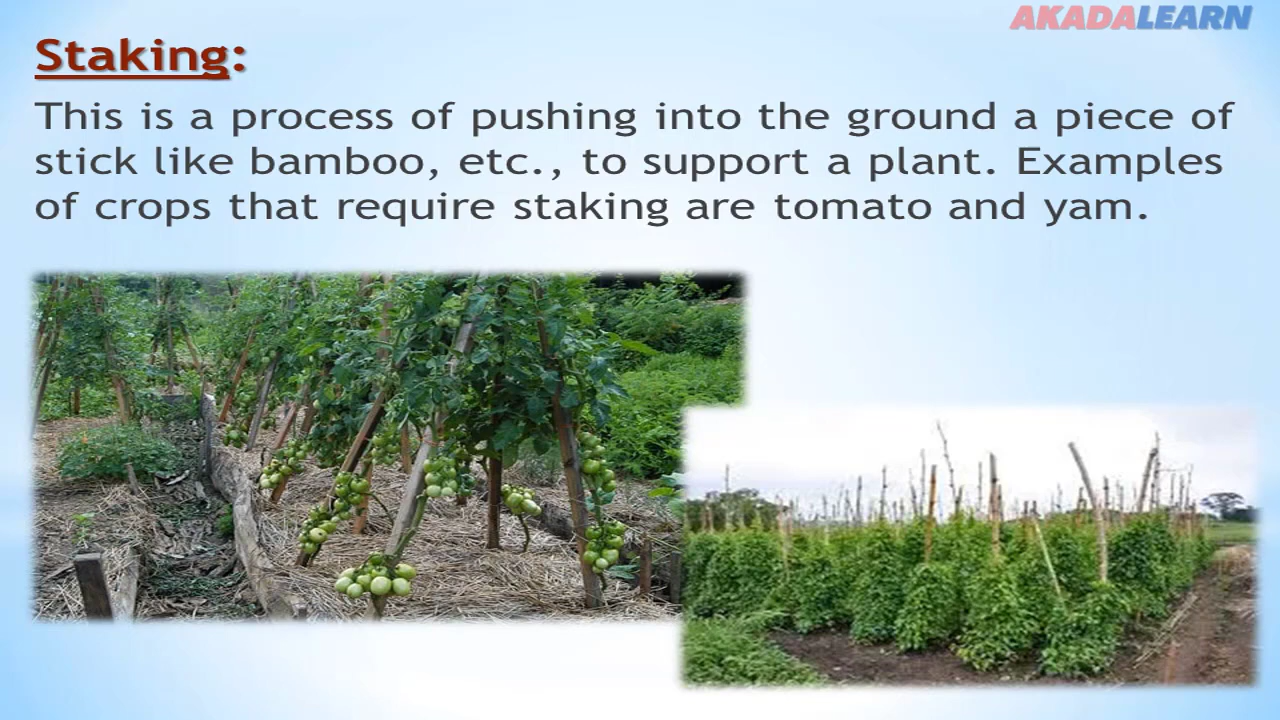 AKADALEARN
Staking:
This is a process of pushing into the ground a piece of
stick like bamboo, etc., to support a plant. Examples
of crops that require staking are tomato and yam.